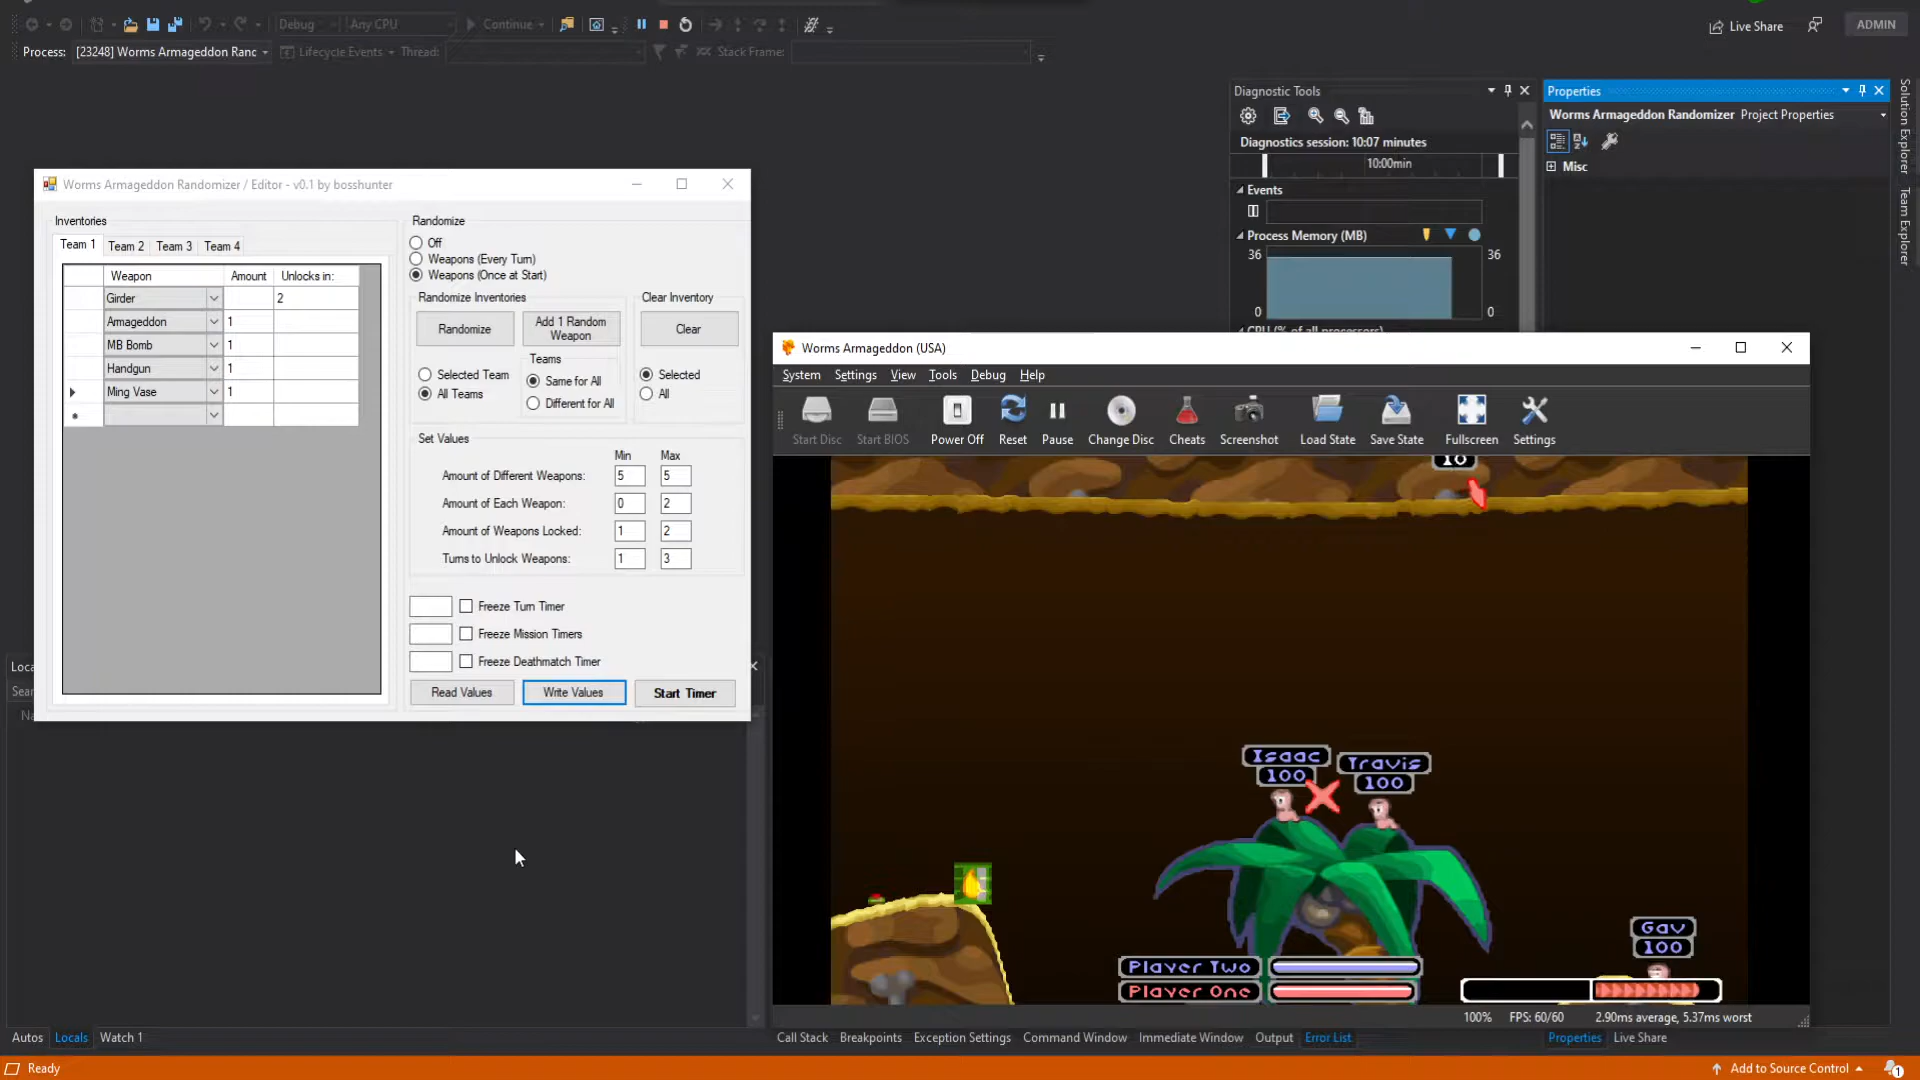 Debug Any CPU Continue Live Share ADMIN
Process: [23248] Worms Armageddon Ranc Lifecycle Events Thread: Stack Frame:
Diagnostic Tools
Diagnostics session: 10:07 minutes
10:00min
Events
Process Memory (MB)
36 36
0 0
CPU (% of all processors)
Properties
Worms Armageddon Randomizer Project Properties
Misc
Solution Explorer
Team Explorer
Worms Armageddon Randomizer / Editor - v0.1 by bosshunter
Inventories
Team 1 Team 2 Team 3 Team 4
Weapon Amount Unlocks in:
Girder 2
Armageddon 1
MB Bomb 1
Handgun 1
Ming Vase 1
Randomize
Off
Weapons (Every Turn)
Weapons (Once at Start)
Randomize Inventories
Randomize
Add 1 Random
Weapon
Selected Team
All Teams
Teams
Same for All
Different for All
Clear Inventory
Clear
Selected
All
Set Values
Min Max
Amount of Different Weapons: 5 5
Amount of Each Weapon: 0 2
Amount of Weapons Locked: 1 2
Turns to Unlock Weapons: 1 3
Freeze Turn Timer
Freeze Mission Timers
Freeze Deathmatch Timer
Read Values Write Values Start Timer
Worms Armageddon (USA)
System Settings View Tools Debug Help
Start Disc Start BIOS Power Off Reset Pause Change Disc Cheats Screenshot Load State Save State Fullscreen Settings
Isaac
100
Travis
100
Gav
100
Player Two
Player One
100% FPS: 60/60 2.90ms average, 5.37ms worst
Autos Locals Watch 1
Call Stack Breakpoints Exception Settings Command Window Immediate Window Output Error List
Properties Live Share
Ready
Add to Source Control 1